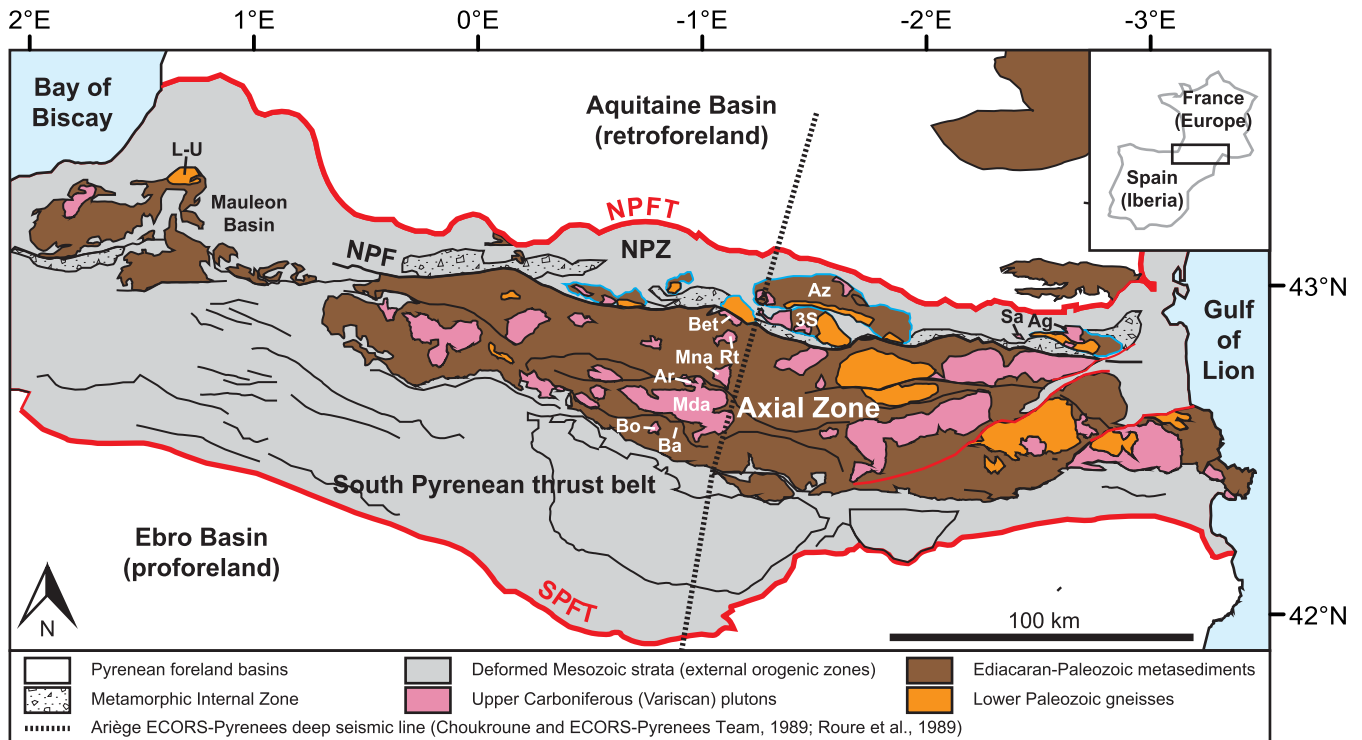 2°E 1°E 0°E -1°E -2°E -3°E
Bay of
Biscay
Aquitaine Basin
(retroforeland)
France
(Europe)
Spain
(Iberia)
L-U
Mauleon
Basin
NPFT
NPF
NPZ
43°N
Az
3S
Bet
Sa Ag
Gulf
of
Lion
Mna Rt
Ar
Mda
Axial Zone
Bo
Ba
South Pyrenean thrust belt
Ebro Basin
(proforeland)
SPFT
N
42°N
100 km
Pyrenean foreland basins
Deformed Mesozoic strata (external orogenic zones)
Ediacaran-Paleozoic metasediments
Metamorphic Internal Zone
Upper Carboniferous (Variscan) plutons
Lower Paleozoic gneisses
Ariège ECORS-Pyrenees deep seismic line (Choukroune and ECORS-Pyrenees Team, 1989; Roure et al., 1989)